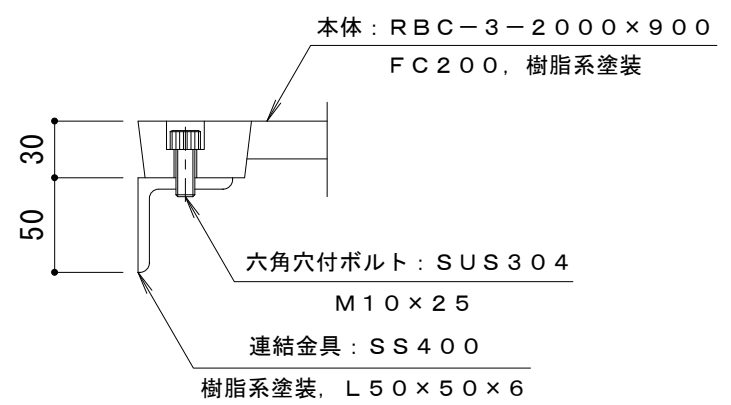 本体：ＲＢＣ－３－２０００×９００
ＦＣ２００，樹脂系塗装
30
50
六角穴付ボルト：ＳＵＳ３０４
Ｍ１０×２５
連結金具：ＳＳ４００
樹脂系塗装，Ｌ５０×５０×６